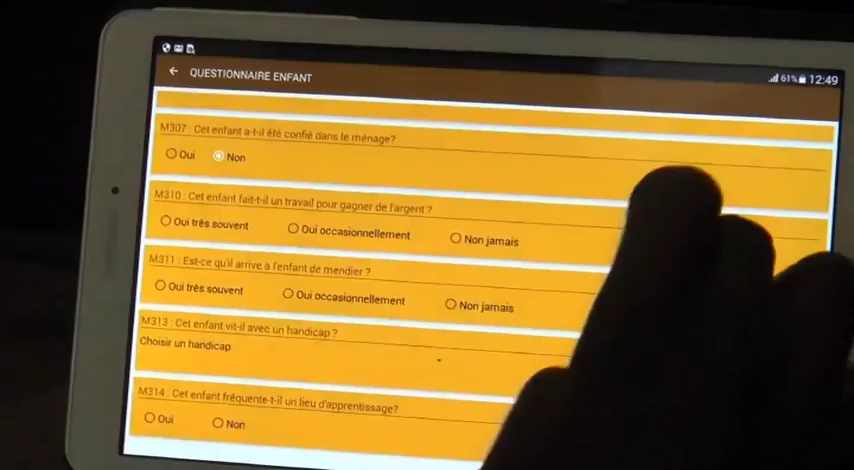 61% 12:49
QUESTIONNAIRE ENFANT
M307 : Cet enfant a-t-il été confié dans le ménage?
Oui Non
M310 : Cet enfant fait-t-il un travail pour gagner de l'argent ?
Oui très souvent Oui occasionnellement Non jamais
M311 : Est-ce qu'il arrive à l'enfant de mendier ?
Oui très souvent Oui occasionnellement Non jamais
M313 : Cet enfant vit-il avec un handicap ?
Choisir un handicap
M314 : Cet enfant fréquente-t-il un lieu d'apprentissage?
Oui Non